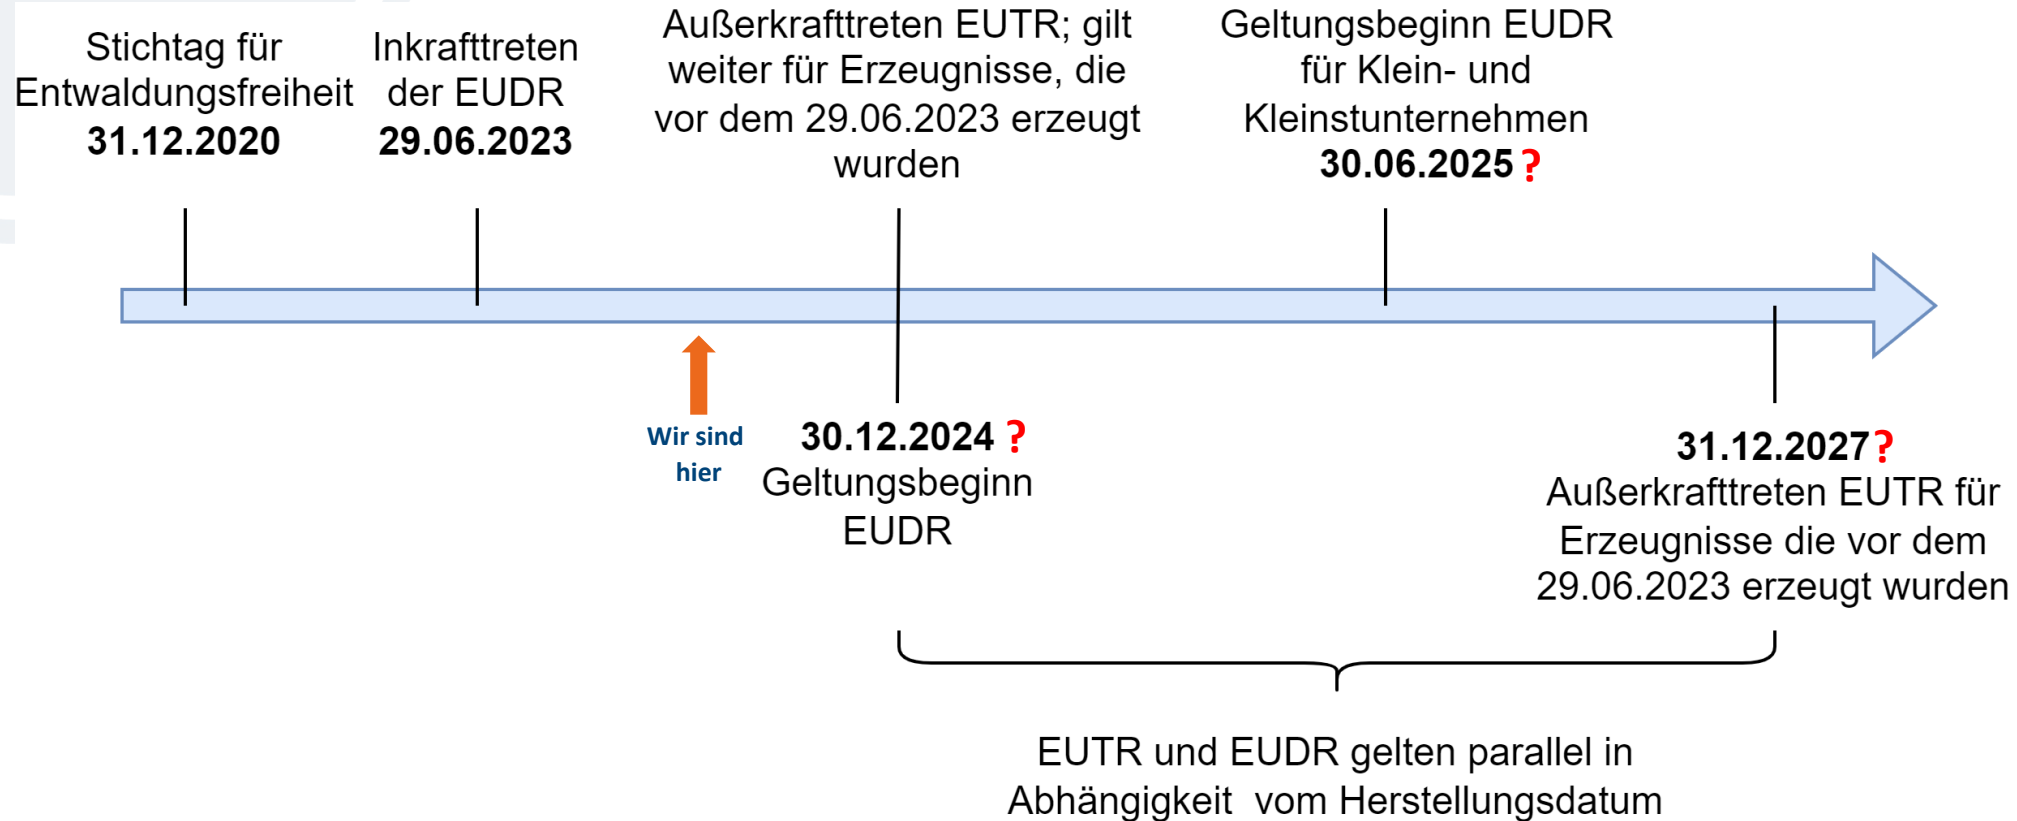 Stichtag für
Entwaldungsfreiheit
31.12.2020
Inkrafttreten
der EUDR
29.06.2023
Außerkrafttreten EUTR; gilt
weiter für Erzeugnisse, die
vor dem 29.06.2023 erzeugt
wurden
Geltungsbeginn EUDR
für Klein- und
Kleinstunternehmen
30.06.2025 ?
Wir sind
hier
30.12.2024 ?
Geltungsbeginn
EUDR
31.12.2027?
Außerkrafttreten EUTR für
Erzeugnisse die vor dem
29.06.2023 erzeugt wurden
EUTR und EUDR gelten parallel in
Abhängigkeit  vom Herstellungsdatum